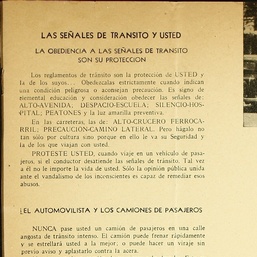 LAS SEÑALES DE TRANSITO Y USTED
LA OBEDIENCIA A LAS SEÑALES DE TRANSITO
SON SU PROTECCION
Los reglamentos de tránsito son la protección de USTED y
la de los suyos... Obedézcalas estrictamente cuando indican
una condición peligrosa o aconsejan precaución. Es signo de
elemental educación y consideración obedecer las señales de:
ALTO-AVENIDA; DESPACIO-ESCUELA; SILENCIO-HOS-
PITAL; PEATONES y la luz amarilla preventiva.
En las carreteras, las de: ALTO-CRUCERO FERROCA-
RRIL; PRECAUCION-CAMINO LATERAL. Pero hágalo no
tan sólo por cultura sino porque en ello le va su Seguridad y
la de los que viajan con usted.
PROTESTE USTED, cuando viaje en un vehículo de pasa-
jeros, si el conductor desatiende las señales de tránsito. Tal vez
a él no le importe la vida de usted. Sólo la opinión pública unida
ante el vandalismo de los inconscientes es capaz de remediar esos
abusos.
EL AUTOMOVILISTA Y LOS CAMIONES DE PASAJEROS
NUNCA pase usted un camión de pasajeros en una calle
angosta de tránsito intenso. El camión puede frenar rápidamente
y se estrellará usted a lo mejor, o puede hacer un viraje sin
previo aviso y aplastarlo contra la acera.